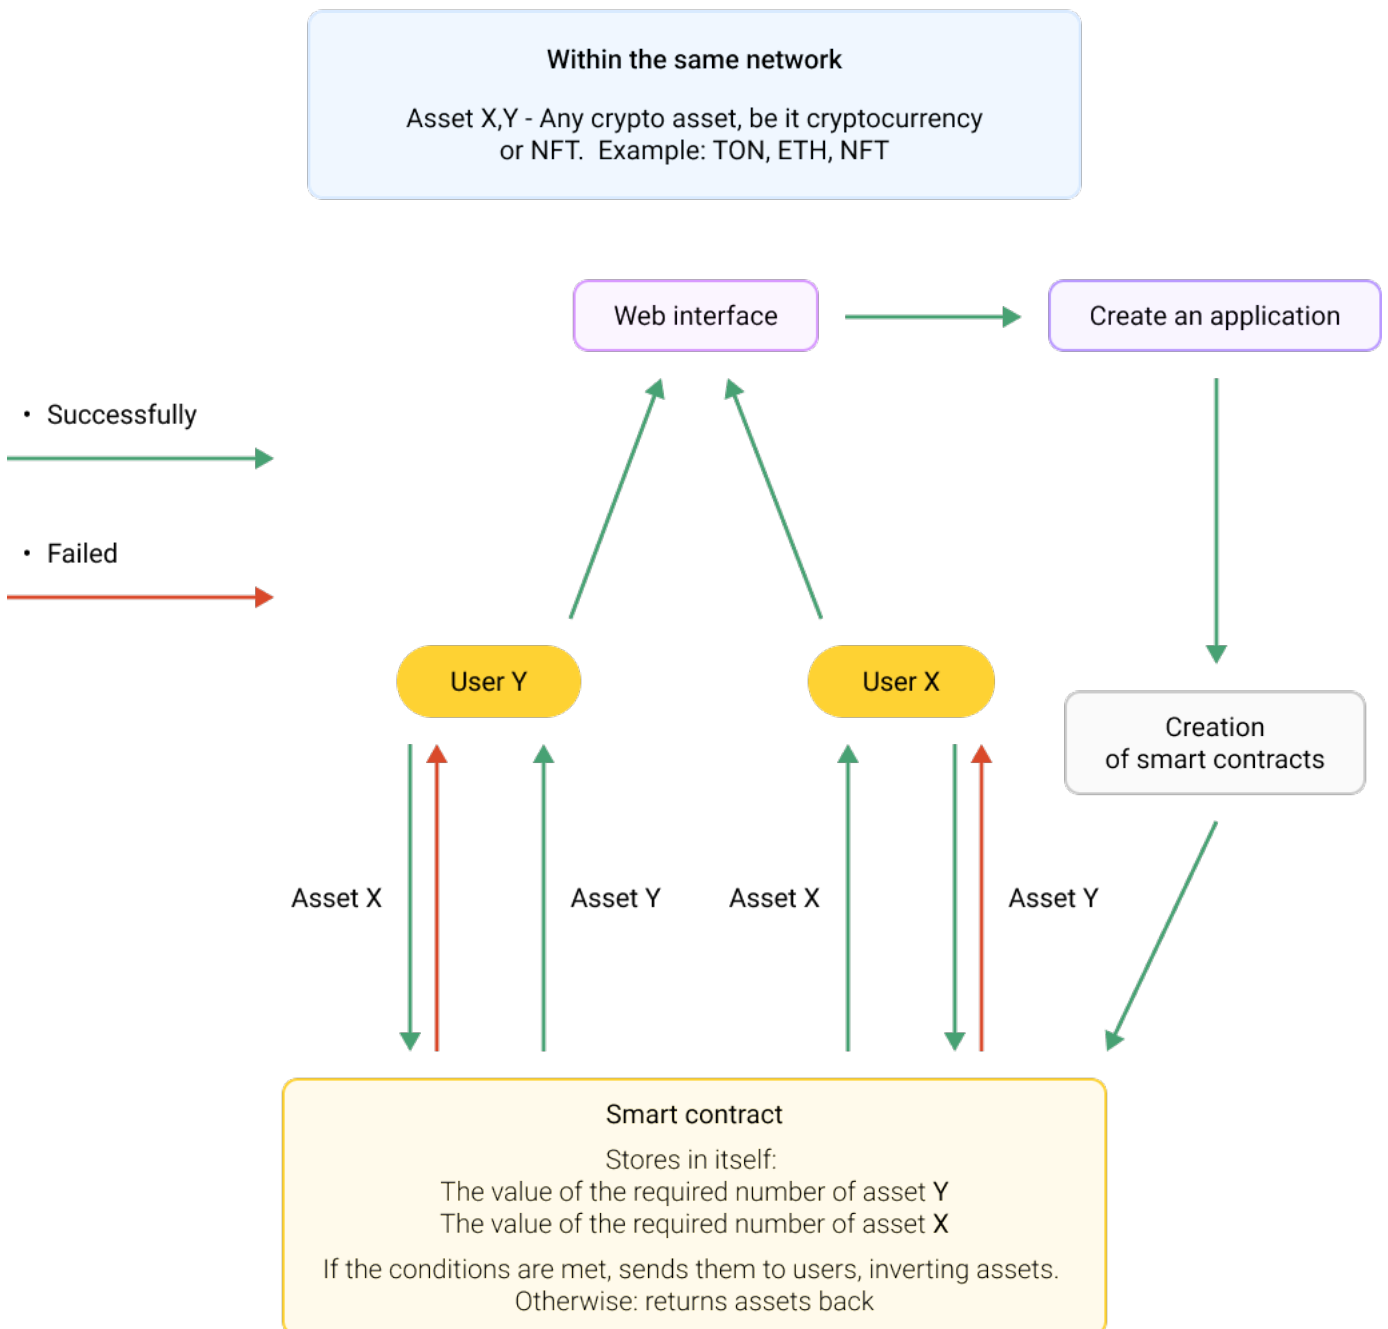 Within the same network
Asset X,Y - Any crypto asset, be it cryptocurrency
or NFT. Example: TON, ETH, NFT
Web interface
Create an application
• Successfully
• Failed
User Y
User X
Creation
of smart contracts
Asset X
Asset Y
Asset X
Asset Y
Smart contract
Stores in itself:
The value of the required number of asset Y
The value of the required number of asset X
If the conditions are met, sends them to users, inverting assets.
Otherwise: returns assets back